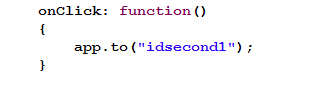 onClick: function()
{
app.to("idsecond1");
}